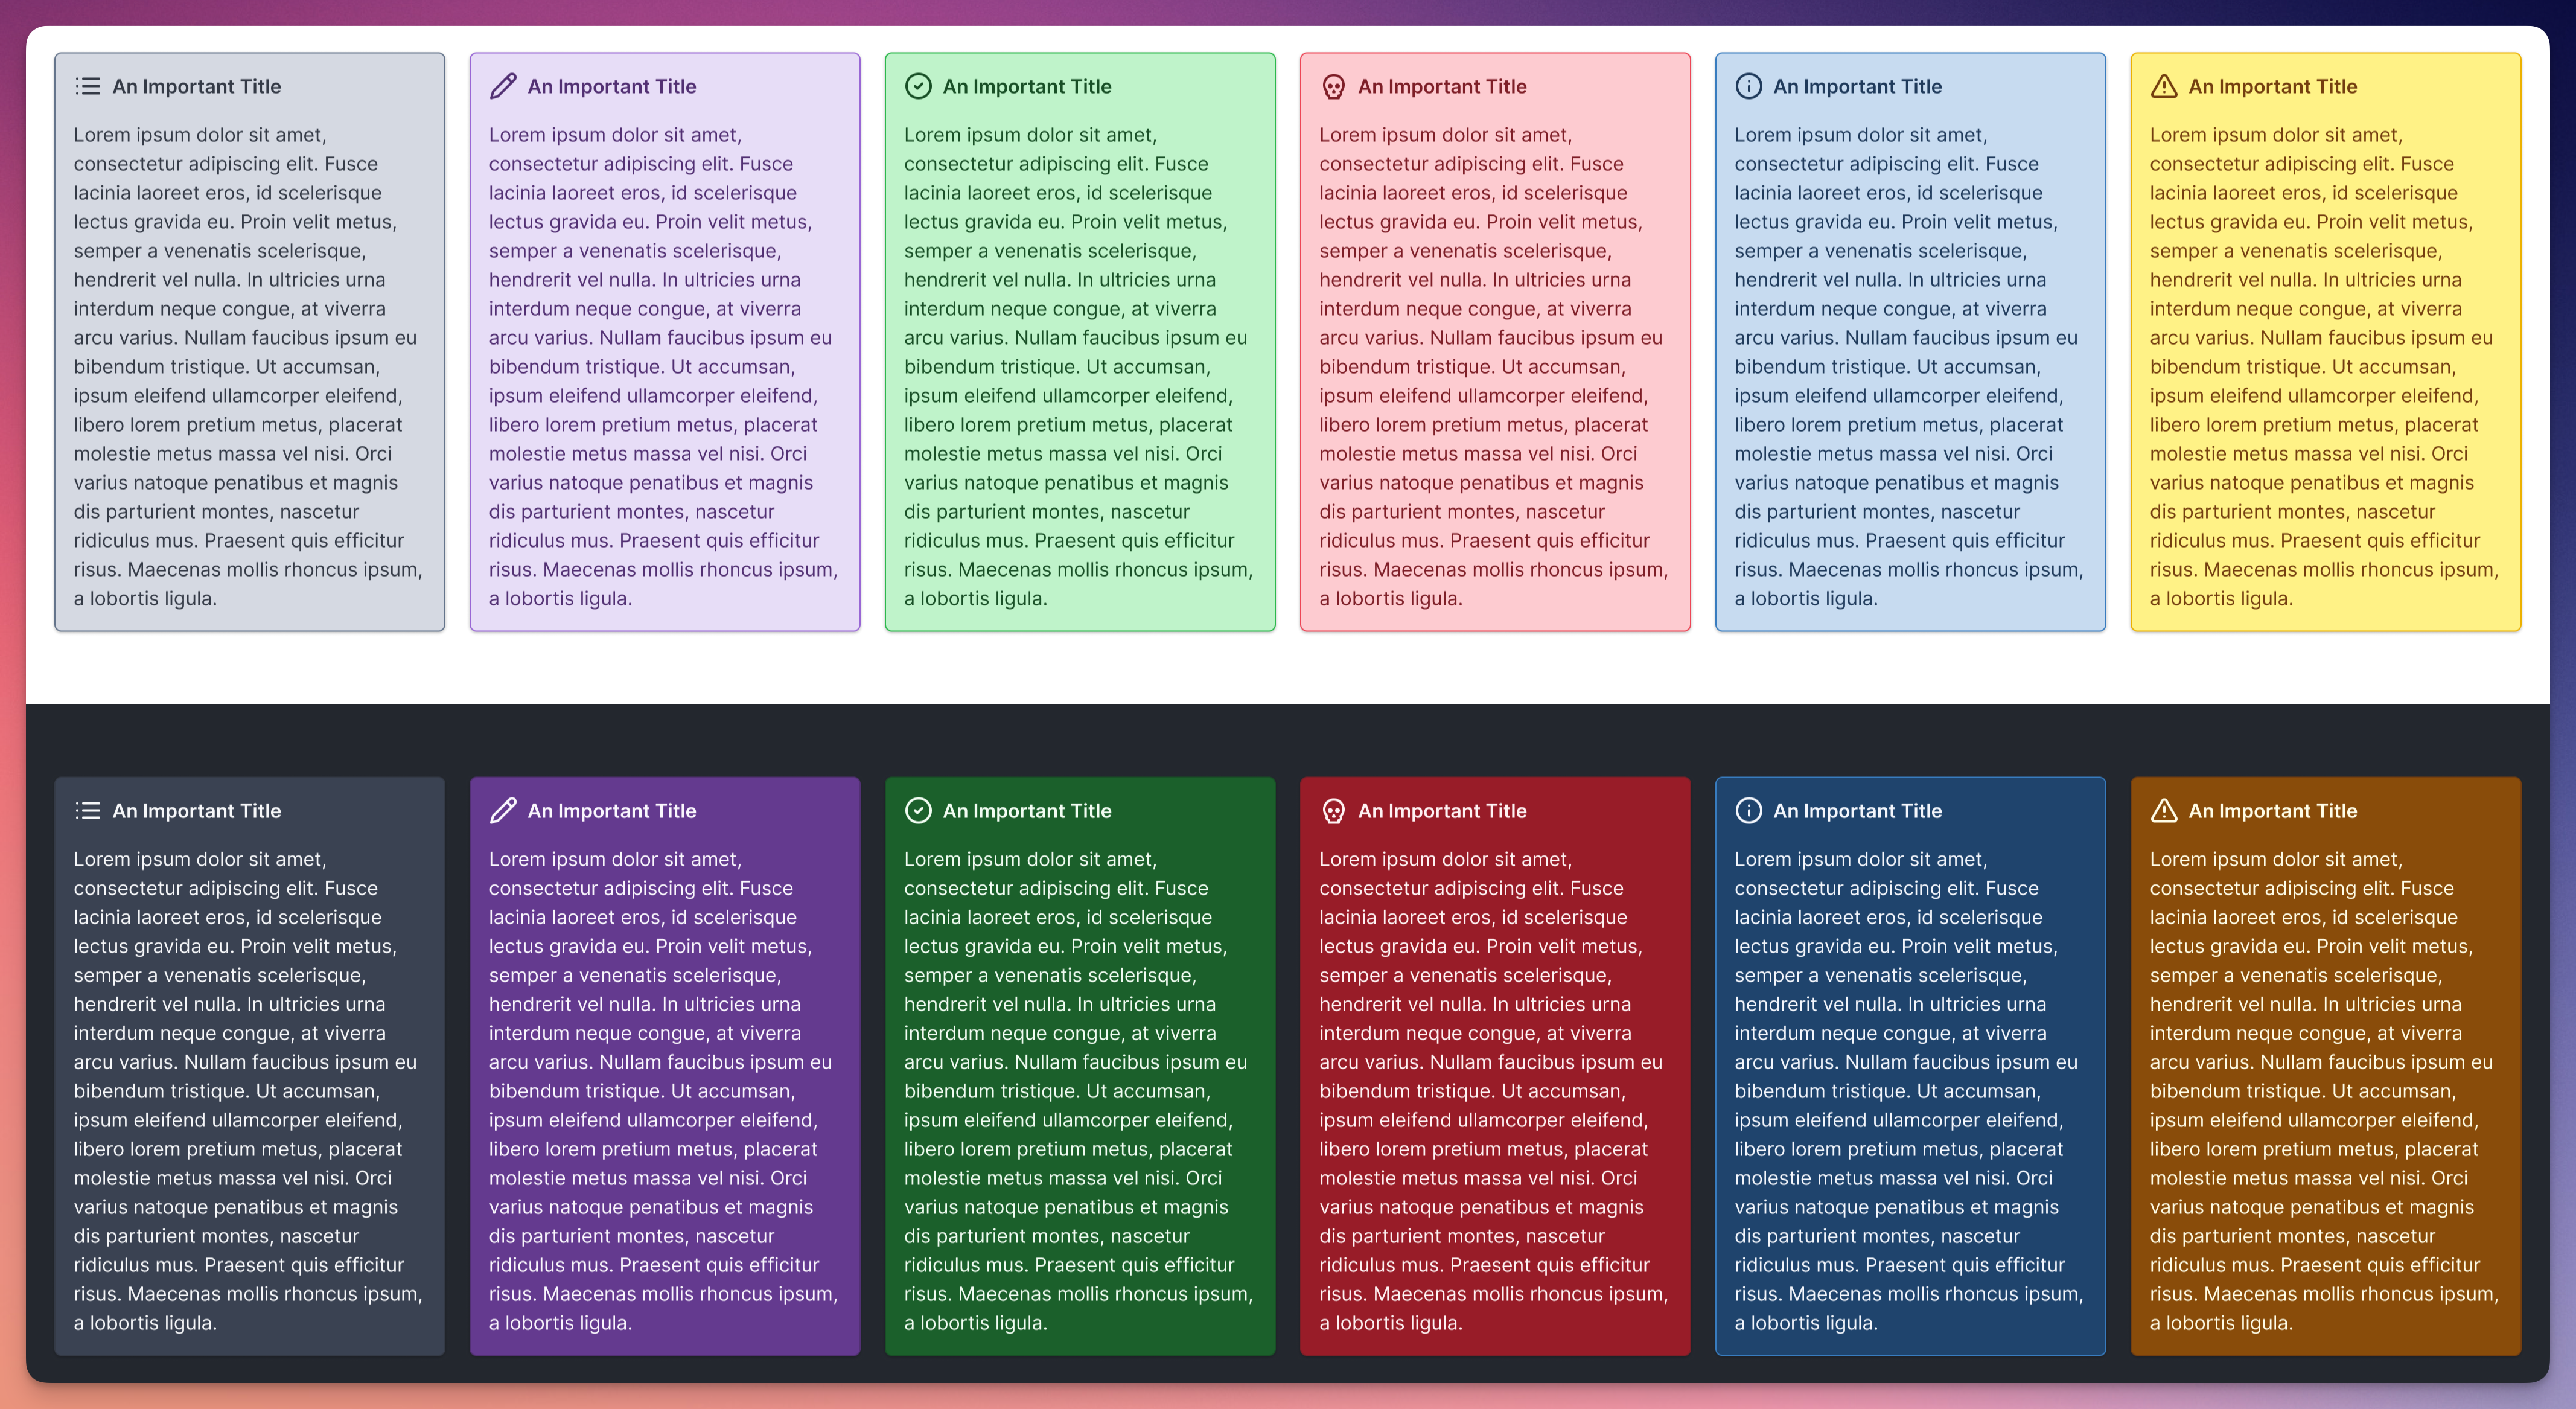 An Important Title
Lorem ipsum dolor sit amet,
consectetur adipiscing elit. Fusce
lacinia laoreet eros, id scelerisque
lectus gravida eu. Proin velit metus,
semper a venenatis scelerisque,
hendrerit vel nulla. In ultricies urna
interdum neque congue, at viverra
arcu varius. Nullam faucibus ipsum eu
bibendum tristique. Ut accumsan,
ipsum eleifend ullamcorper eleifend,
libero lorem pretium metus, placerat
molestie metus massa vel nisi. Orci
varius natoque penatibus et magnis
dis parturient montes, nascetur
ridiculus mus. Praesent quis efficitur
risus. Maecenas mollis rhoncus ipsum,
a lobortis ligula.
An Important Title
Lorem ipsum dolor sit amet,
consectetur adipiscing elit. Fusce
lacinia laoreet eros, id scelerisque
lectus gravida eu. Proin velit metus,
semper a venenatis scelerisque,
hendrerit vel nulla. In ultricies urna
interdum neque congue, at viverra
arcu varius. Nullam faucibus ipsum eu
bibendum tristique. Ut accumsan,
ipsum eleifend ullamcorper eleifend,
libero lorem pretium metus, placerat
molestie metus massa vel nisi. Orci
varius natoque penatibus et magnis
dis parturient montes, nascetur
ridiculus mus. Praesent quis efficitur
risus. Maecenas mollis rhoncus ipsum,
a lobortis ligula.
An Important Title
Lorem ipsum dolor sit amet,
consectetur adipiscing elit. Fusce
lacinia laoreet eros, id scelerisque
lectus gravida eu. Proin velit metus,
semper a venenatis scelerisque,
hendrerit vel nulla. In ultricies urna
interdum neque congue, at viverra
arcu varius. Nullam faucibus ipsum eu
bibendum tristique. Ut accumsan,
ipsum eleifend ullamcorper eleifend,
libero lorem pretium metus, placerat
molestie metus massa vel nisi. Orci
varius natoque penatibus et magnis
dis parturient montes, nascetur
ridiculus mus. Praesent quis efficitur
risus. Maecenas mollis rhoncus ipsum,
a lobortis ligula.
An Important Title
Lorem ipsum dolor sit amet,
consectetur adipiscing elit. Fusce
lacinia laoreet eros, id scelerisque
lectus gravida eu. Proin velit metus,
semper a venenatis scelerisque,
hendrerit vel nulla. In ultricies urna
interdum neque congue, at viverra
arcu varius. Nullam faucibus ipsum eu
bibendum tristique. Ut accumsan,
ipsum eleifend ullamcorper eleifend,
libero lorem pretium metus, placerat
molestie metus massa vel nisi. Orci
varius natoque penatibus et magnis
dis parturient montes, nascetur
ridiculus mus. Praesent quis efficitur
risus. Maecenas mollis rhoncus ipsum,
a lobortis ligula.
An Important Title
Lorem ipsum dolor sit amet,
consectetur adipiscing elit. Fusce
lacinia laoreet eros, id scelerisque
lectus gravida eu. Proin velit metus,
semper a venenatis scelerisque,
hendrerit vel nulla. In ultricies urna
interdum neque congue, at viverra
arcu varius. Nullam faucibus ipsum eu
bibendum tristique. Ut accumsan,
ipsum eleifend ullamcorper eleifend,
libero lorem pretium metus, placerat
molestie metus massa vel nisi. Orci
varius natoque penatibus et magnis
dis parturient montes, nascetur
ridiculus mus. Praesent quis efficitur
risus. Maecenas mollis rhoncus ipsum,
a lobortis ligula.
An Important Title
Lorem ipsum dolor sit amet,
consectetur adipiscing elit. Fusce
lacinia laoreet eros, id scelerisque
lectus gravida eu. Proin velit metus,
semper a venenatis scelerisque,
hendrerit vel nulla. In ultricies urna
interdum neque congue, at viverra
arcu varius. Nullam faucibus ipsum eu
bibendum tristique. Ut accumsan,
ipsum eleifend ullamcorper eleifend,
libero lorem pretium metus, placerat
molestie metus massa vel nisi. Orci
varius natoque penatibus et magnis
dis parturient montes, nascetur
ridiculus mus. Praesent quis efficitur
risus. Maecenas mollis rhoncus ipsum,
a lobortis ligula.
An Important Title
Lorem ipsum dolor sit amet,
consectetur adipiscing elit. Fusce
lacinia laoreet eros, id scelerisque
lectus gravida eu. Proin velit metus,
semper a venenatis scelerisque,
hendrerit vel nulla. In ultricies urna
interdum neque congue, at viverra
arcu varius. Nullam faucibus ipsum eu
bibendum tristique. Ut accumsan,
ipsum eleifend ullamcorper eleifend,
libero lorem pretium metus, placerat
molestie metus massa vel nisi. Orci
varius natoque penatibus et magnis
dis parturient montes, nascetur
ridiculus mus. Praesent quis efficitur
risus. Maecenas mollis rhoncus ipsum,
a lobortis ligula.
An Important Title
Lorem ipsum dolor sit amet,
consectetur adipiscing elit. Fusce
lacinia laoreet eros, id scelerisque
lectus gravida eu. Proin velit metus,
semper a venenatis scelerisque,
hendrerit vel nulla. In ultricies urna
interdum neque congue, at viverra
arcu varius. Nullam faucibus ipsum eu
bibendum tristique. Ut accumsan,
ipsum eleifend ullamcorper eleifend,
libero lorem pretium metus, placerat
molestie metus massa vel nisi. Orci
varius natoque penatibus et magnis
dis parturient montes, nascetur
ridiculus mus. Praesent quis efficitur
risus. Maecenas mollis rhoncus ipsum,
a lobortis ligula.
An Important Title
Lorem ipsum dolor sit amet,
consectetur adipiscing elit. Fusce
lacinia laoreet eros, id scelerisque
lectus gravida eu. Proin velit metus,
semper a venenatis scelerisque,
hendrerit vel nulla. In ultricies urna
interdum neque congue, at viverra
arcu varius. Nullam faucibus ipsum eu
bibendum tristique. Ut accumsan,
ipsum eleifend ullamcorper eleifend,
libero lorem pretium metus, placerat
molestie metus massa vel nisi. Orci
varius natoque penatibus et magnis
dis parturient montes, nascetur
ridiculus mus. Praesent quis efficitur
risus. Maecenas mollis rhoncus ipsum,
a lobortis ligula.
An Important Title
Lorem ipsum dolor sit amet,
consectetur adipiscing elit. Fusce
lacinia laoreet eros, id scelerisque
lectus gravida eu. Proin velit metus,
semper a venenatis scelerisque,
hendrerit vel nulla. In ultricies urna
interdum neque congue, at viverra
arcu varius. Nullam faucibus ipsum eu
bibendum tristique. Ut accumsan,
ipsum eleifend ullamcorper eleifend,
libero lorem pretium metus, placerat
molestie metus massa vel nisi. Orci
varius natoque penatibus et magnis
dis parturient montes, nascetur
ridiculus mus. Praesent quis efficitur
risus. Maecenas mollis rhoncus ipsum,
a lobortis ligula.
An Important Title
Lorem ipsum dolor sit amet,
consectetur adipiscing elit. Fusce
lacinia laoreet eros, id scelerisque
lectus gravida eu. Proin velit metus,
semper a venenatis scelerisque,
hendrerit vel nulla. In ultricies urna
interdum neque congue, at viverra
arcu varius. Nullam faucibus ipsum eu
bibendum tristique. Ut accumsan,
ipsum eleifend ullamcorper eleifend,
libero lorem pretium metus, placerat
molestie metus massa vel nisi. Orci
varius natoque penatibus et magnis
dis parturient montes, nascetur
ridiculus mus. Praesent quis efficitur
risus. Maecenas mollis rhoncus ipsum,
a lobortis ligula.
An Important Title
Lorem ipsum dolor sit amet,
consectetur adipiscing elit. Fusce
lacinia laoreet eros, id scelerisque
lectus gravida eu. Proin velit metus,
semper a venenatis scelerisque,
hendrerit vel nulla. In ultricies urna
interdum neque congue, at viverra
arcu varius. Nullam faucibus ipsum eu
bibendum tristique. Ut accumsan,
ipsum eleifend ullamcorper eleifend,
libero lorem pretium metus, placerat
molestie metus massa vel nisi. Orci
varius natoque penatibus et magnis
dis parturient montes, nascetur
ridiculus mus. Praesent quis efficitur
risus. Maecenas mollis rhoncus ipsum,
a lobortis ligula.